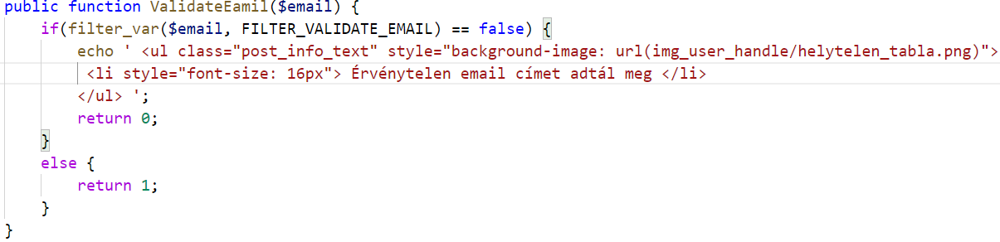 public function ValidateEamil($email) {
    if(filter_var($email, FILTER_VALIDATE_EMAIL) == false) {
        echo ' <ul class="post_info_text" style="background-image: url(img_user_handle/helytelen_tabla.png)">
         <li style="font-size: 16px"> Érvénytelen email címet adtál meg </li>
        </ul> ';
        return 0;
    }
    else {
        return 1;
    }
}